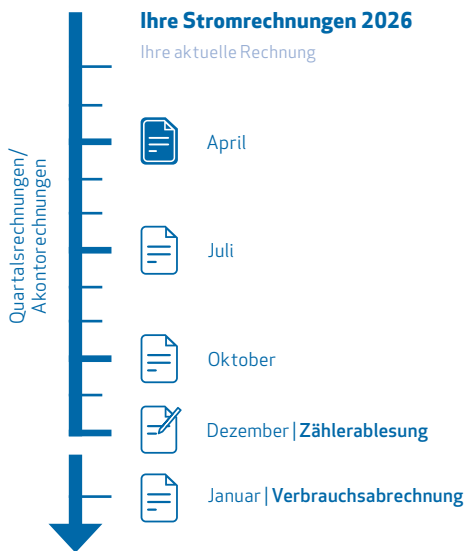 Ihre Stromrechnungen 2026
Ihre aktuelle Rechnung
Quartalsrechnungen/
Akontorechnungen
April
Juli
Oktober
Dezember | Zählerablesung
Januar | Verbrauchsabrechnung